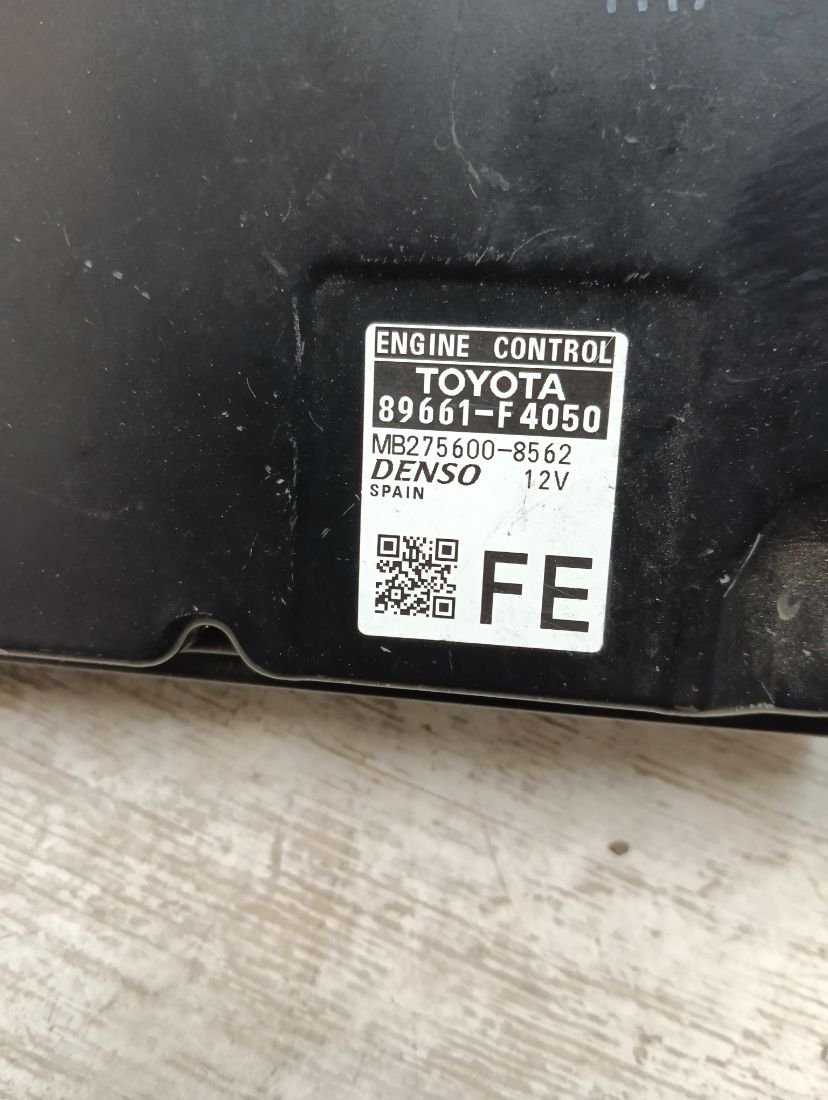 ENGINE CONTROL
TOYOTA
89661-F4050
MB275600-8562
DENSO 12V
SPAIN
FE